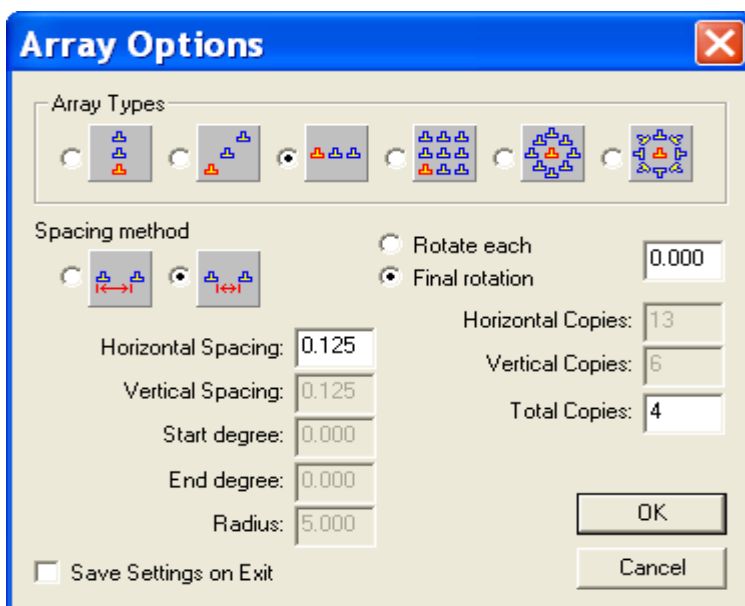 Array Options
Array Types
Spacing method
Rotate each
0.000
Final rotation
Horizontal Spacing: 0.125
Vertical Spacing: 0.125
Start degree: 0.000
End degree: 0.000
Radius: 5.000
Horizontal Copies: 13
Vertical Copies: 6
Total Copies: 4
Save Settings on Exit
OK
Cancel